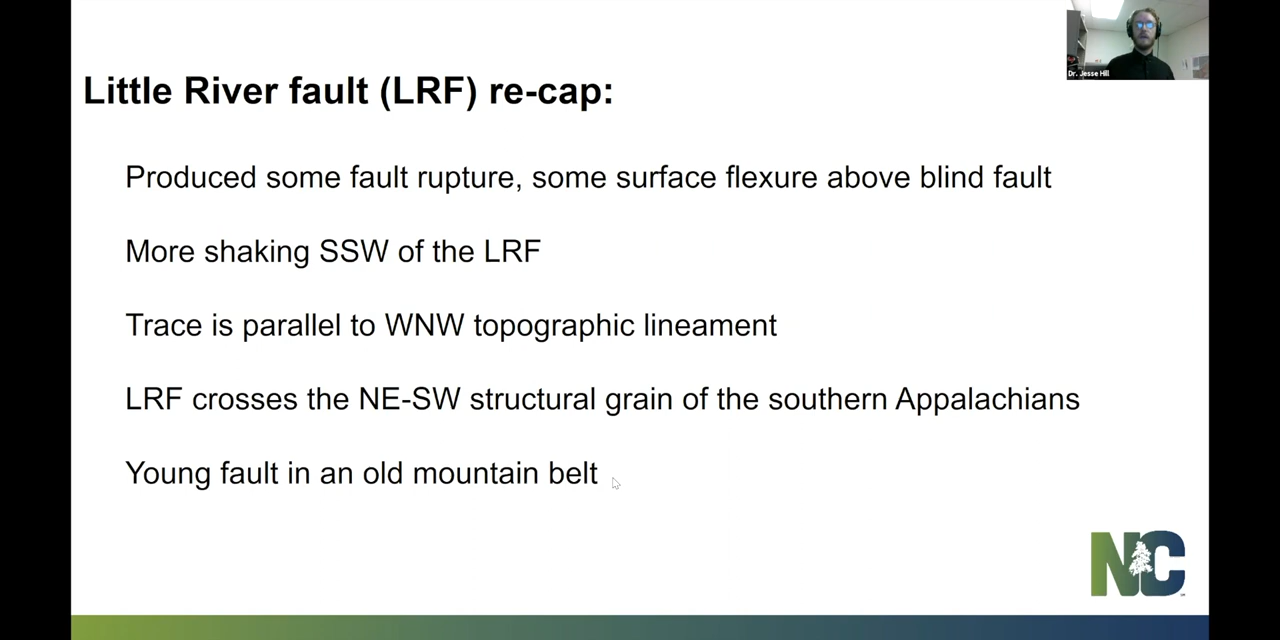 Dr. Jesse Hill
Little River fault (LRF) re-cap:
Produced some fault rupture, some surface flexure above blind fault
More shaking SSW of the LRF
Trace is parallel to WNW topographic lineament
LRF crosses the NE-SW structural grain of the southern Appalachians
Young fault in an old mountain belt
NC